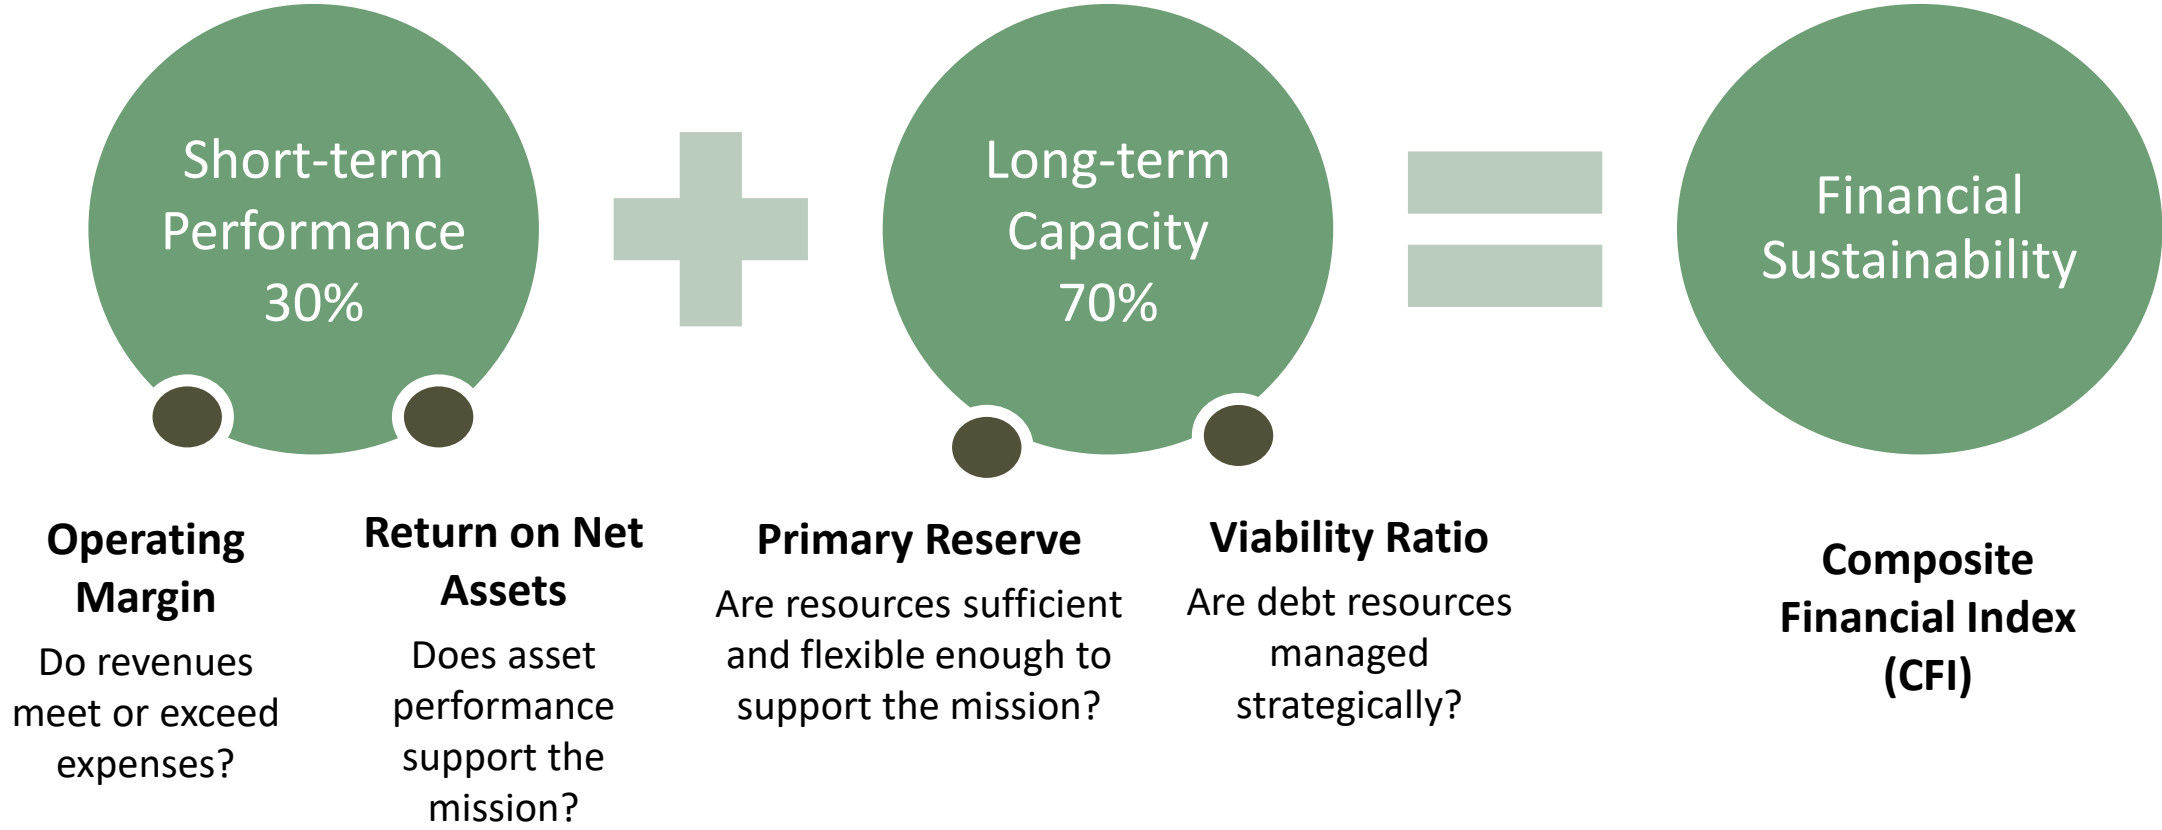 Short-term
Performance
30%
Long-term
Capacity
70%
Financial
Sustainability
Operating
Margin
Do revenues
meet or exceed
expenses?
Return on Net
Assets
Does asset
performance
support the
mission?
Primary Reserve
Are resources sufficient
and flexible enough to
support the mission?
Viability Ratio
Are debt resources
managed
strategically?
Composite
Financial Index
(CFI)